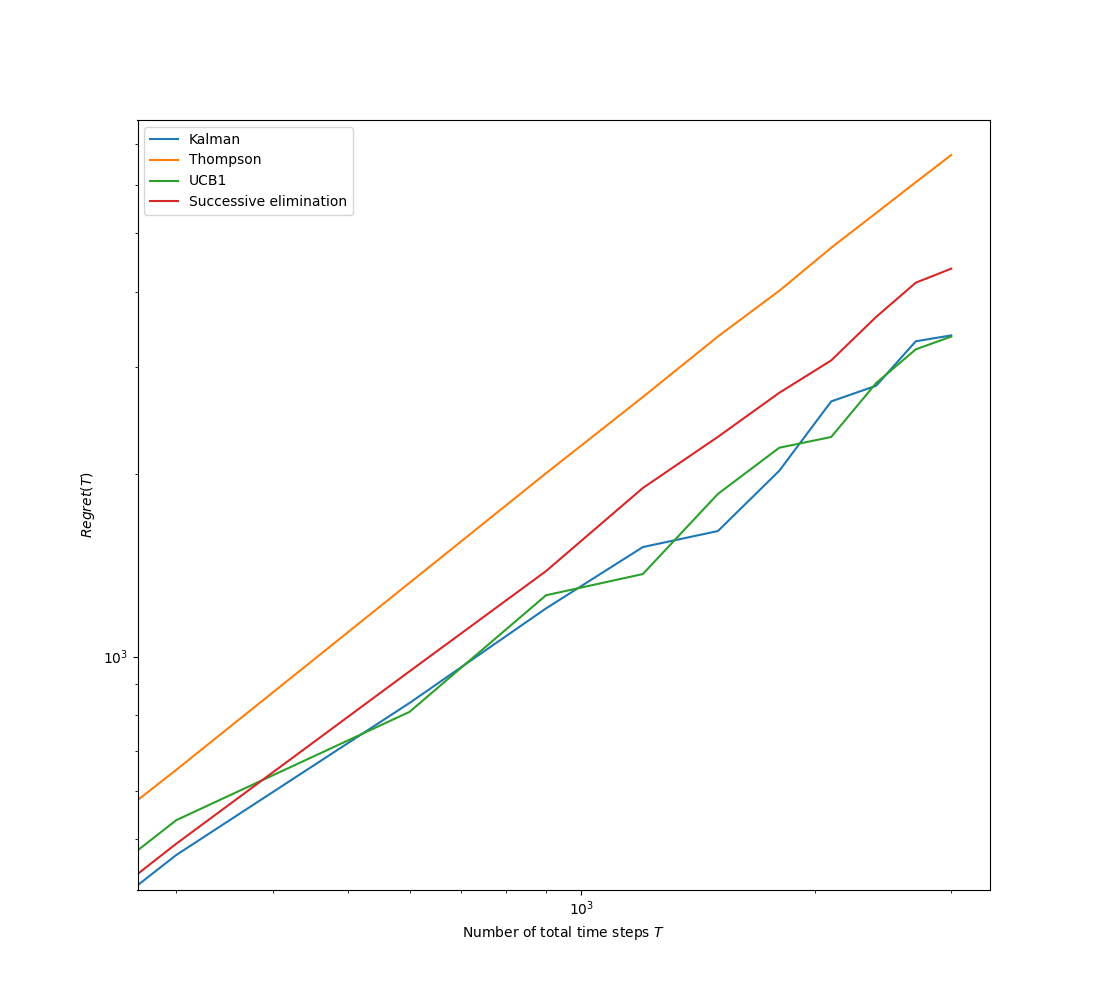 Kalman
Thompson
UCB1
Successive elimination
Regret(T)
10³
10³
Number of total time steps T